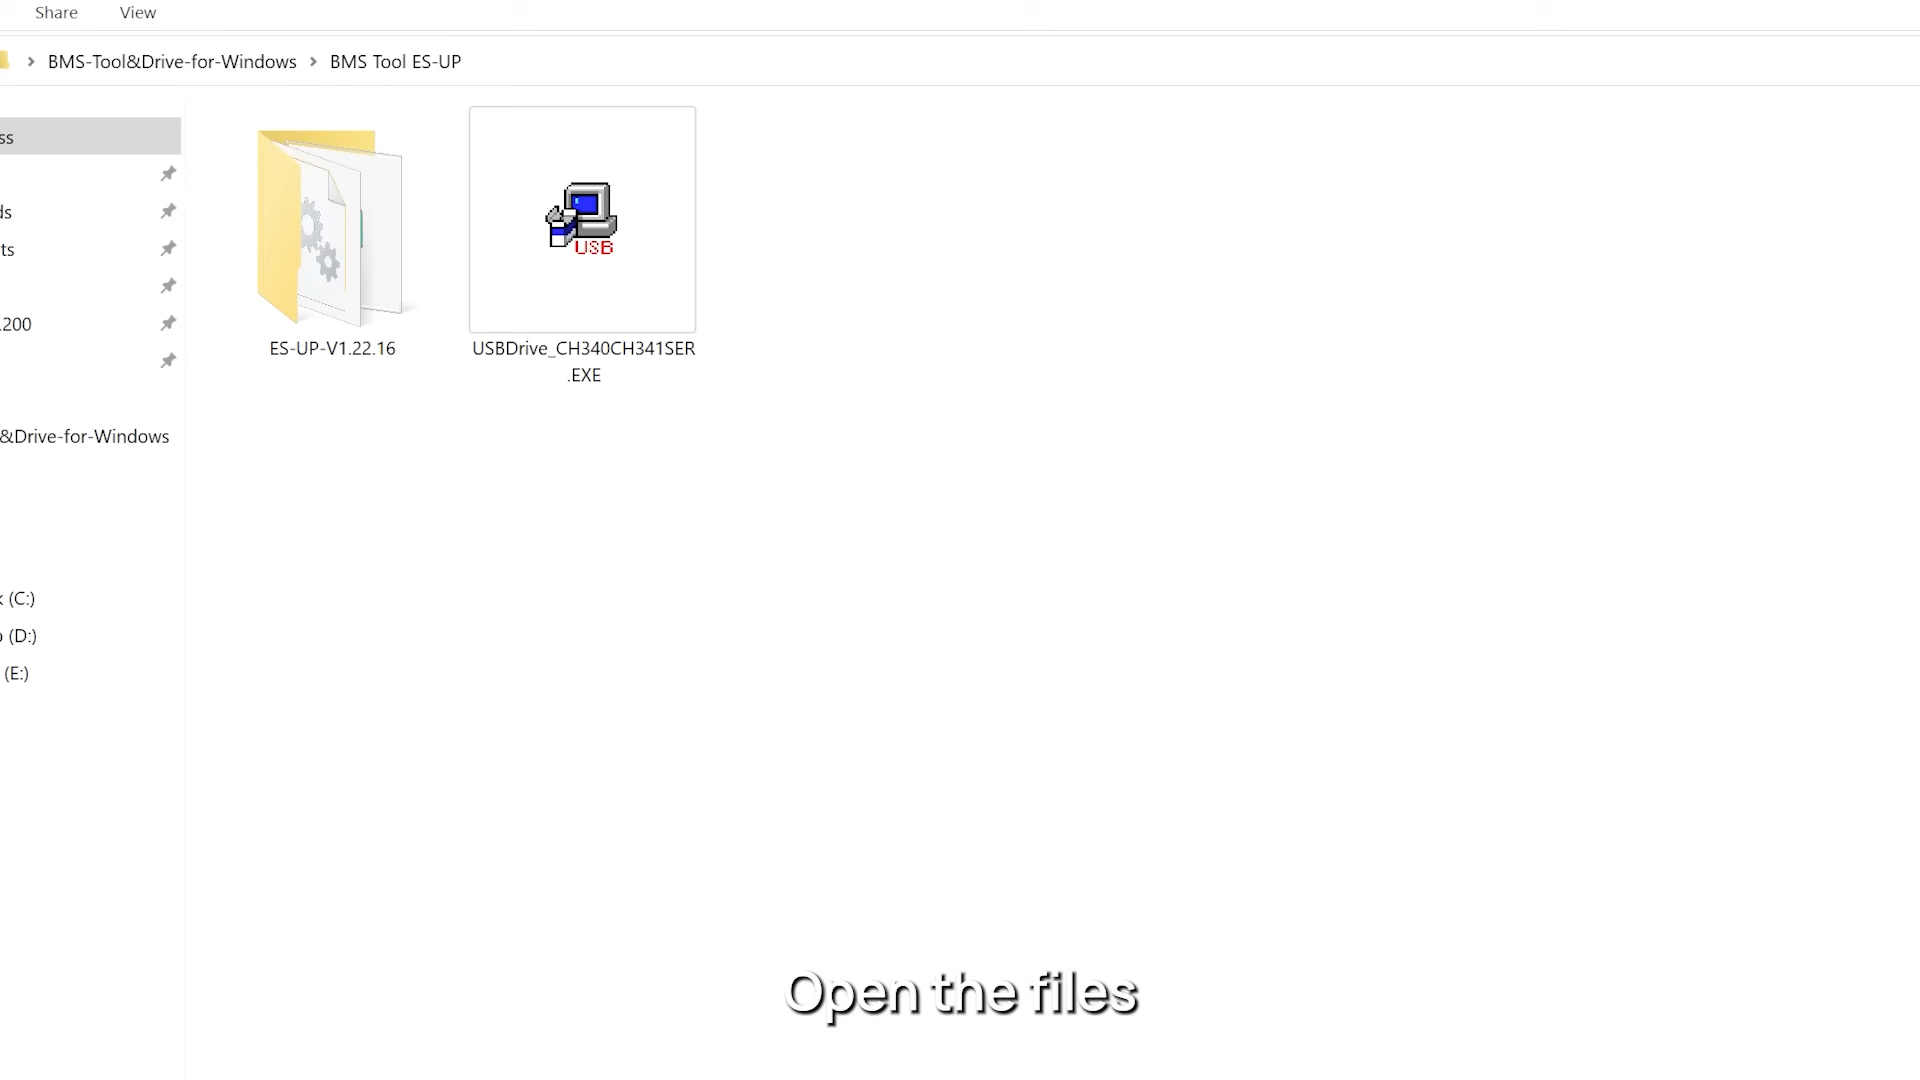 Share View
BMS-Tool&Drive-for-Windows > BMS Tool ES-UP
ss
ds
ts
.200
&Drive-for-Windows
k (C:)
o (D:)
(E:)
USB
ES-UP-V1.22.16
USBDrive_CH340CH341SER
.EXE
Open the files